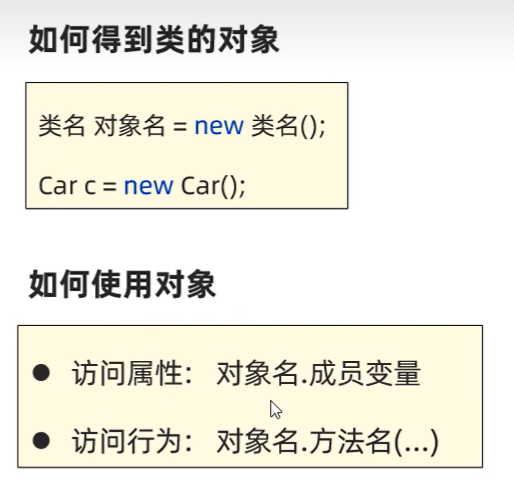 如何得到类的对象
类名 对象名 = new 类名();
Car c = new Car();
如何使用对象
● 访问属性： 对象名.成员变量
● 访问行为： 对象名.方法名(...)